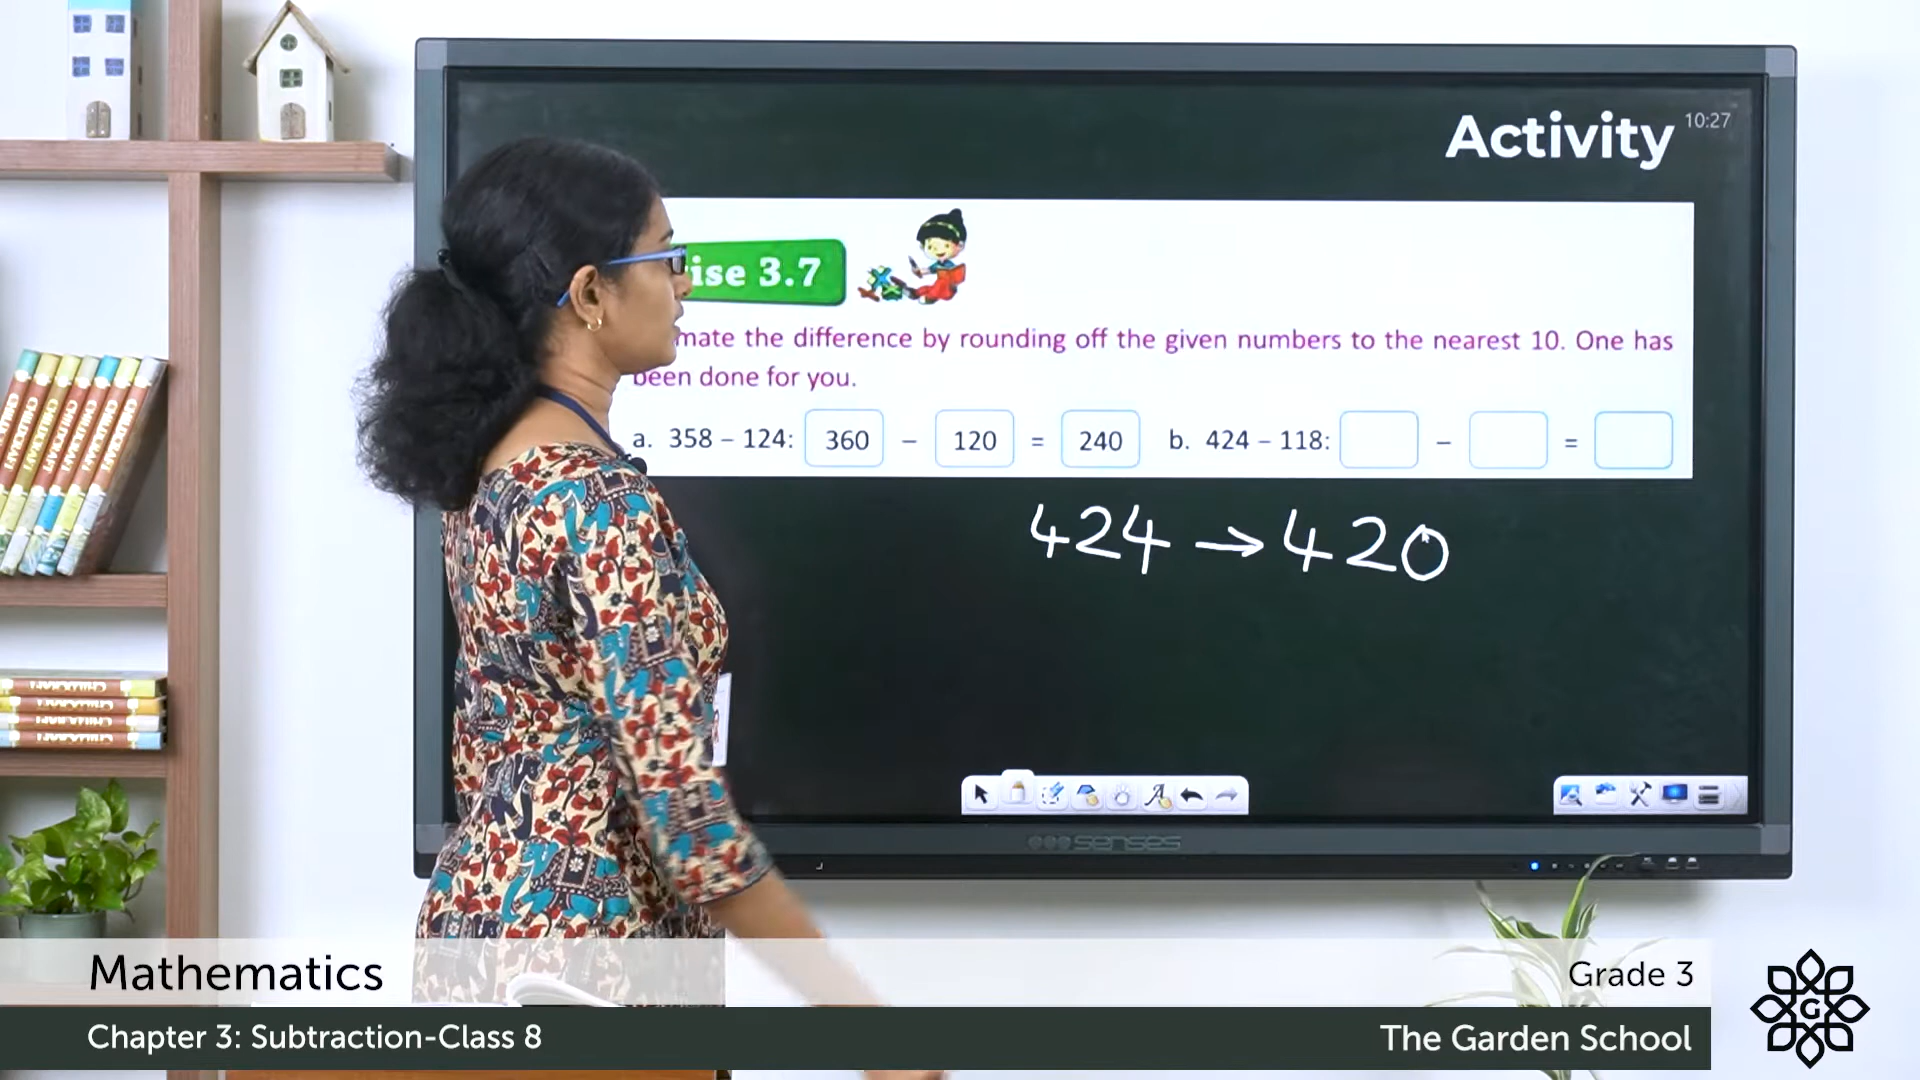 Activity 10:27
ise 3.7
mate the difference by rounding off the given numbers to the nearest 10. One has
been done for you.
a. 358 – 124: 360 – 120 = 240 b. 424 – 118: – =
424 → 420
senses
Mathematics
Grade 3
Chapter 3: Subtraction-Class 8
The Garden School
G